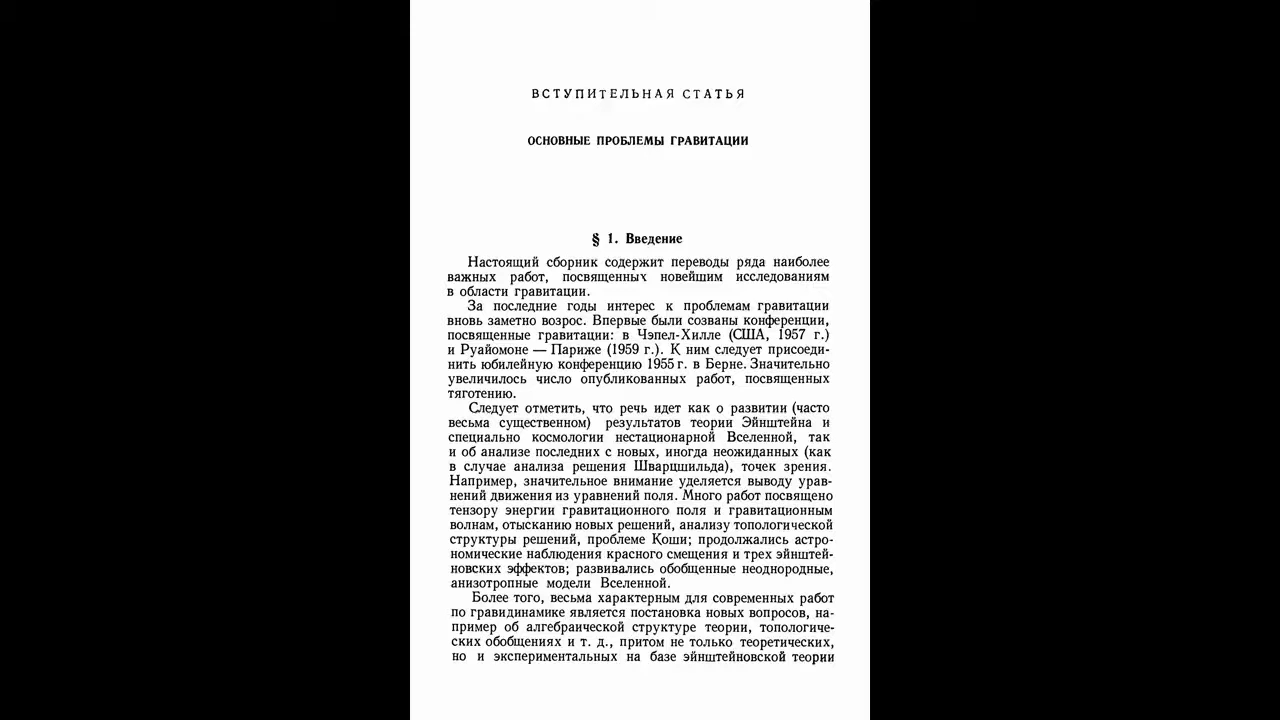 ВСТУПИТЕЛЬНАЯ СТАТЬЯ
ОСНОВНЫЕ ПРОБЛЕМЫ ГРАВИТАЦИИ
§ 1. Введение
Настоящий сборник содержит переводы ряда наиболее
важных работ, посвященных новейшим исследованиям
в области гравитации.
За последние годы интерес к проблемам гравитации
вновь заметно возрос. Впервые были созваны конференции,
посвященные гравитации: в Чэпел-Хилле (США, 1957 г.)
и Руайомоне — Париже (1959 г.). К ним следует присоеди-
нить юбилейную конференцию 1955 г. в Берне. Значительно
увеличилось число опубликованных работ, посвященных
тяготению.
Следует отметить, что речь идет как о развитии (часто
весьма существенном) результатов теории Эйнштейна и
специально космологии нестационарной Вселенной, так
и об анализе последних с новых, иногда неожиданных (как
в случае анализа решения Шварцшильда), точек зрения.
Например, значительное внимание уделяется выводу урав-
нений движения из уравнений поля. Много работ посвящено
тензору энергии гравитационного поля и гравитационным
волнам, отысканию новых решений, анализу топологической
структуры решений, проблеме Коши; продолжались астро-
номические наблюдения красного смещения и трех эйнштей-
новских эффектов; развивались обобщенные неоднородные,
анизотропные модели Вселенной.
Более того, весьма характерным для современных работ
по гравидинамике является постановка новых вопросов, на-
пример об алгебраической структуре теории, топологиче-
ских обобщениях и т. д., притом не только теоретических,
но и экспериментальных на базе эйнштейновской теории